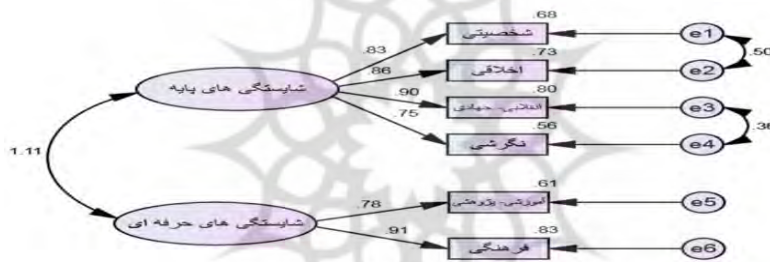 .68
شخصیتی
e1
.83
.50
.73
اخلاقی
e2
.86
شایستگی های پایه
.80
انقلابی- جهادی
e3
.90
.36
.56
نگرشی
e4
.75
1.11
.61
آموزشی- پژوهشی
e5
.78
شایستگی های حرفه ای
.83
فرهنگی
e6
.91